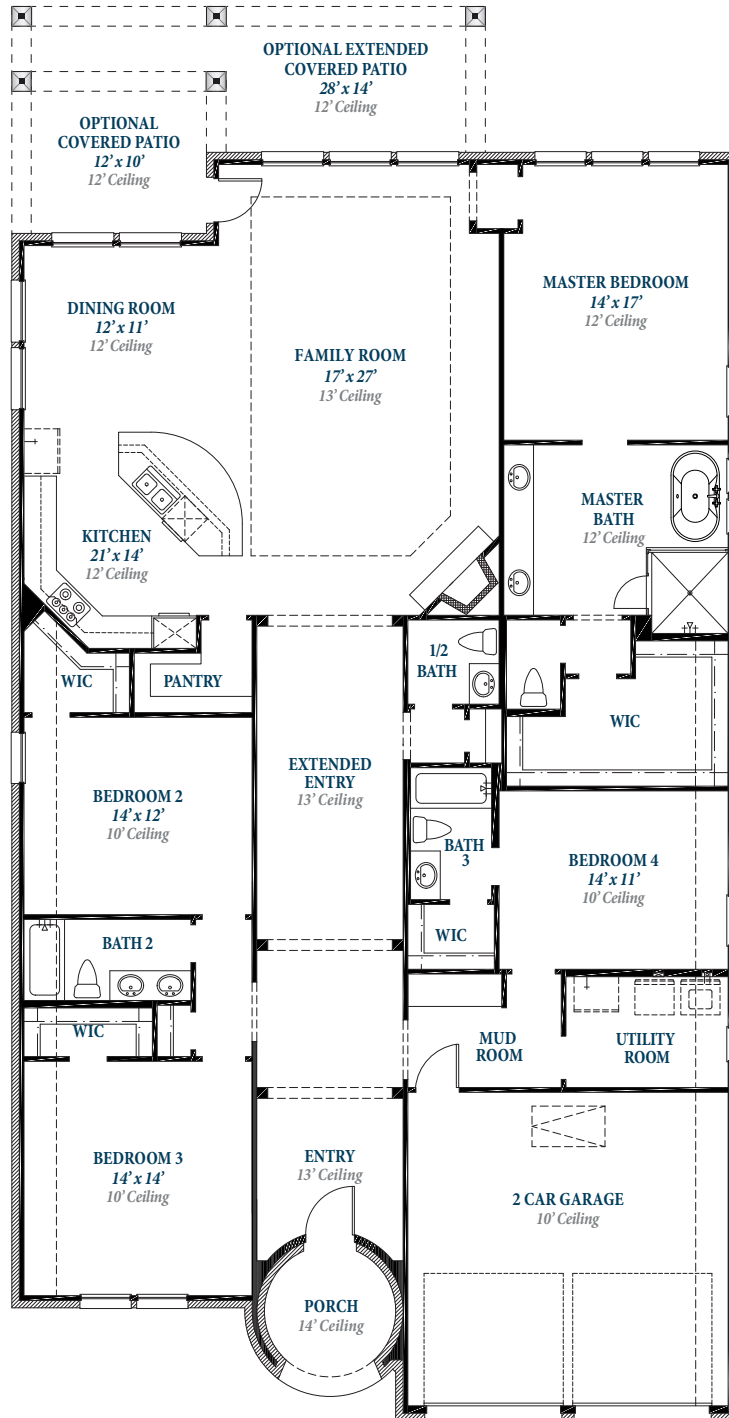 OPTIONAL EXTENDED
COVERED PATIO
28' x 14'
12' Ceiling
OPTIONAL
COVERED PATIO
12' x 10'
12' Ceiling
MASTER BEDROOM
14' x 17'
12' Ceiling
DINING ROOM
12' x 11'
12' Ceiling
FAMILY ROOM
17' x 27'
13' Ceiling
MASTER
BATH
12' Ceiling
KITCHEN
21' x 14'
12' Ceiling
1/2
BATH
WIC
PANTRY
WIC
EXTENDED
ENTRY
13' Ceiling
BEDROOM 2
14' x 12'
10' Ceiling
BATH
3
BEDROOM 4
14' x 11'
10' Ceiling
WIC
BATH 2
WIC
MUD
ROOM
UTILITY
ROOM
BEDROOM 3
14' x 14'
10' Ceiling
ENTRY
13' Ceiling
2 CAR GARAGE
10' Ceiling
PORCH
14' Ceiling